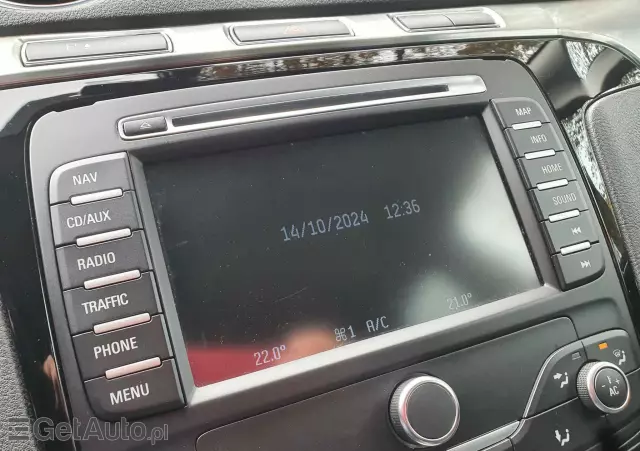 NAV
CD/AUX
RADIO
TRAFFIC
PHONE
MENU
14/10/2024 12:36
22.0° 1 A/C 21.0°
MAP
INFO
HOME
SOUND
A/C
GetAuto.pl